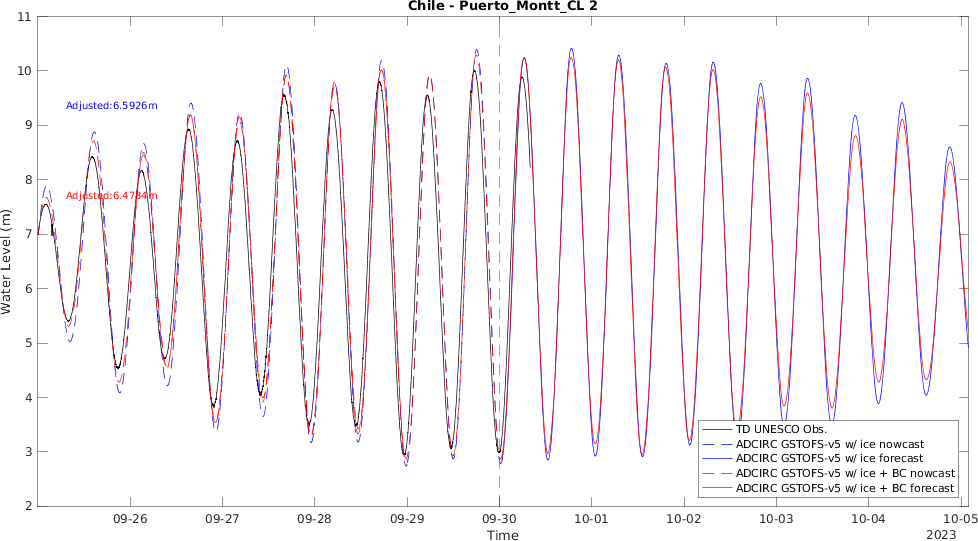 Chile - Puerto_Montt_CL 2
11
10
9
8
7
6
5
4
3
2
Water Level (m)
Adjusted:6.5926m
Adjusted:6.4784m
TD UNESCO Obs.
ADCIRC GSTOFS-v5 w/ ice nowcast
ADCIRC GSTOFS-v5 w/ ice forecast
ADCIRC GSTOFS-v5 w/ ice + BC nowcast
ADCIRC GSTOFS-v5 w/ ice + BC forecast
09-26 09-27 09-28 09-29 09-30 10-01 10-02 10-03 10-04 10-05
Time
2023